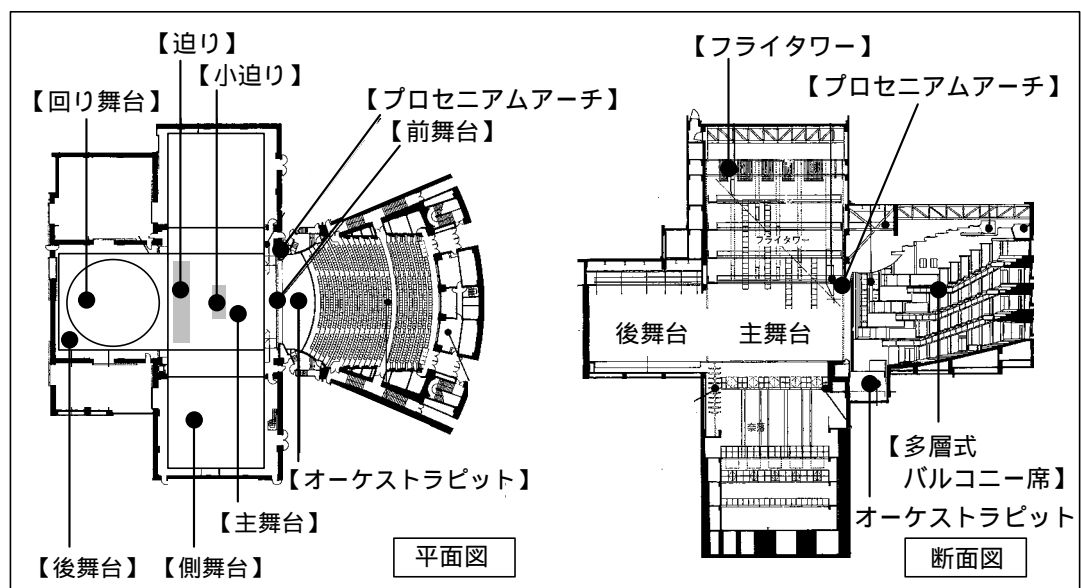 【迫り】
【小迫り】
【回り舞台】
【プロセニアムアーチ】
【前舞台】
【オーケストラピット】
【主舞台】
【後舞台】
【側舞台】
平面図
【フライタワー】
【プロセニアムアーチ】
フライタワー
後舞台
主舞台
奈落
【多層式
バルコニー席】
オーケストラピット
断面図